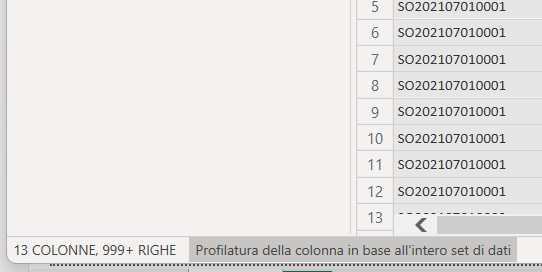 5 SO202107010001
6 SO202107010001
7 SO202107010001
8 SO202107010001
9 SO202107010001
10 SO202107010001
11 SO202107010001
12 SO202107010001
13
13 COLONNE, 999+ RIGHE Profilatura della colonna in base all'intero set di dati